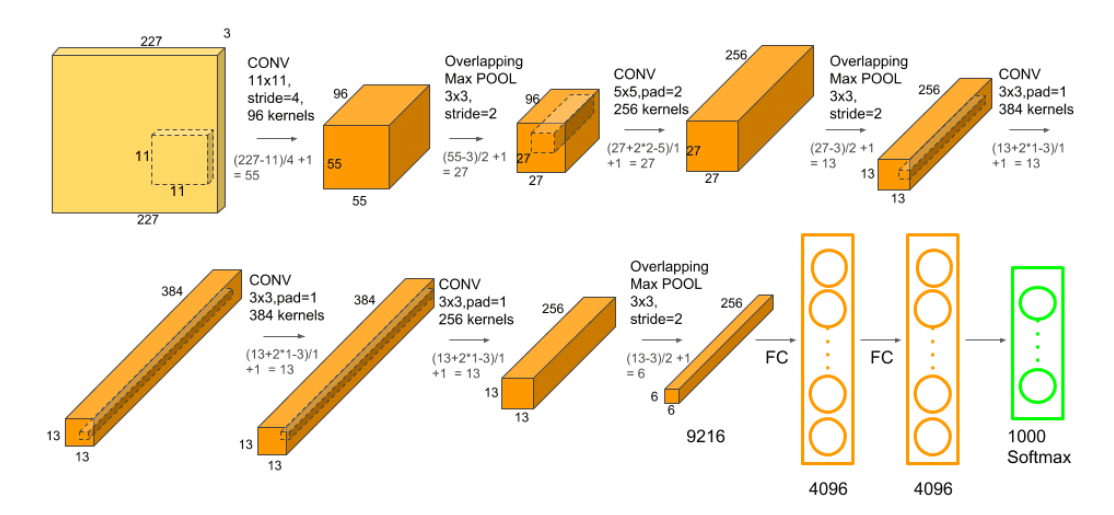 227
3
CONV
11x11,
stride=4,
96 kernels
(227-11)/4 +1
= 55
11
11
227
96
55
55
Overlapping
Max POOL
3x3,
stride=2
(55-3)/2 +1
= 27
96
27
27
CONV
5x5,pad=2
256 kernels
(27+2*2-5)/1
+1 = 27
256
27
27
Overlapping
Max POOL
3x3,
stride=2
(27-3)/2 +1
= 13
256
13
13
CONV
3x3,pad=1
384 kernels
(13+2*1-3)/1
+1 = 13
384
13
13
CONV
3x3,pad=1
384 kernels
(13+2*1-3)/1
+1 = 13
384
13
13
CONV
3x3,pad=1
256 kernels
(13+2*1-3)/1
+1 = 13
256
13
13
Overlapping
Max POOL
3x3,
stride=2
(13-3)/2 +1
= 6
256
6
6
9216
FC
4096
FC
4096
1000
Softmax